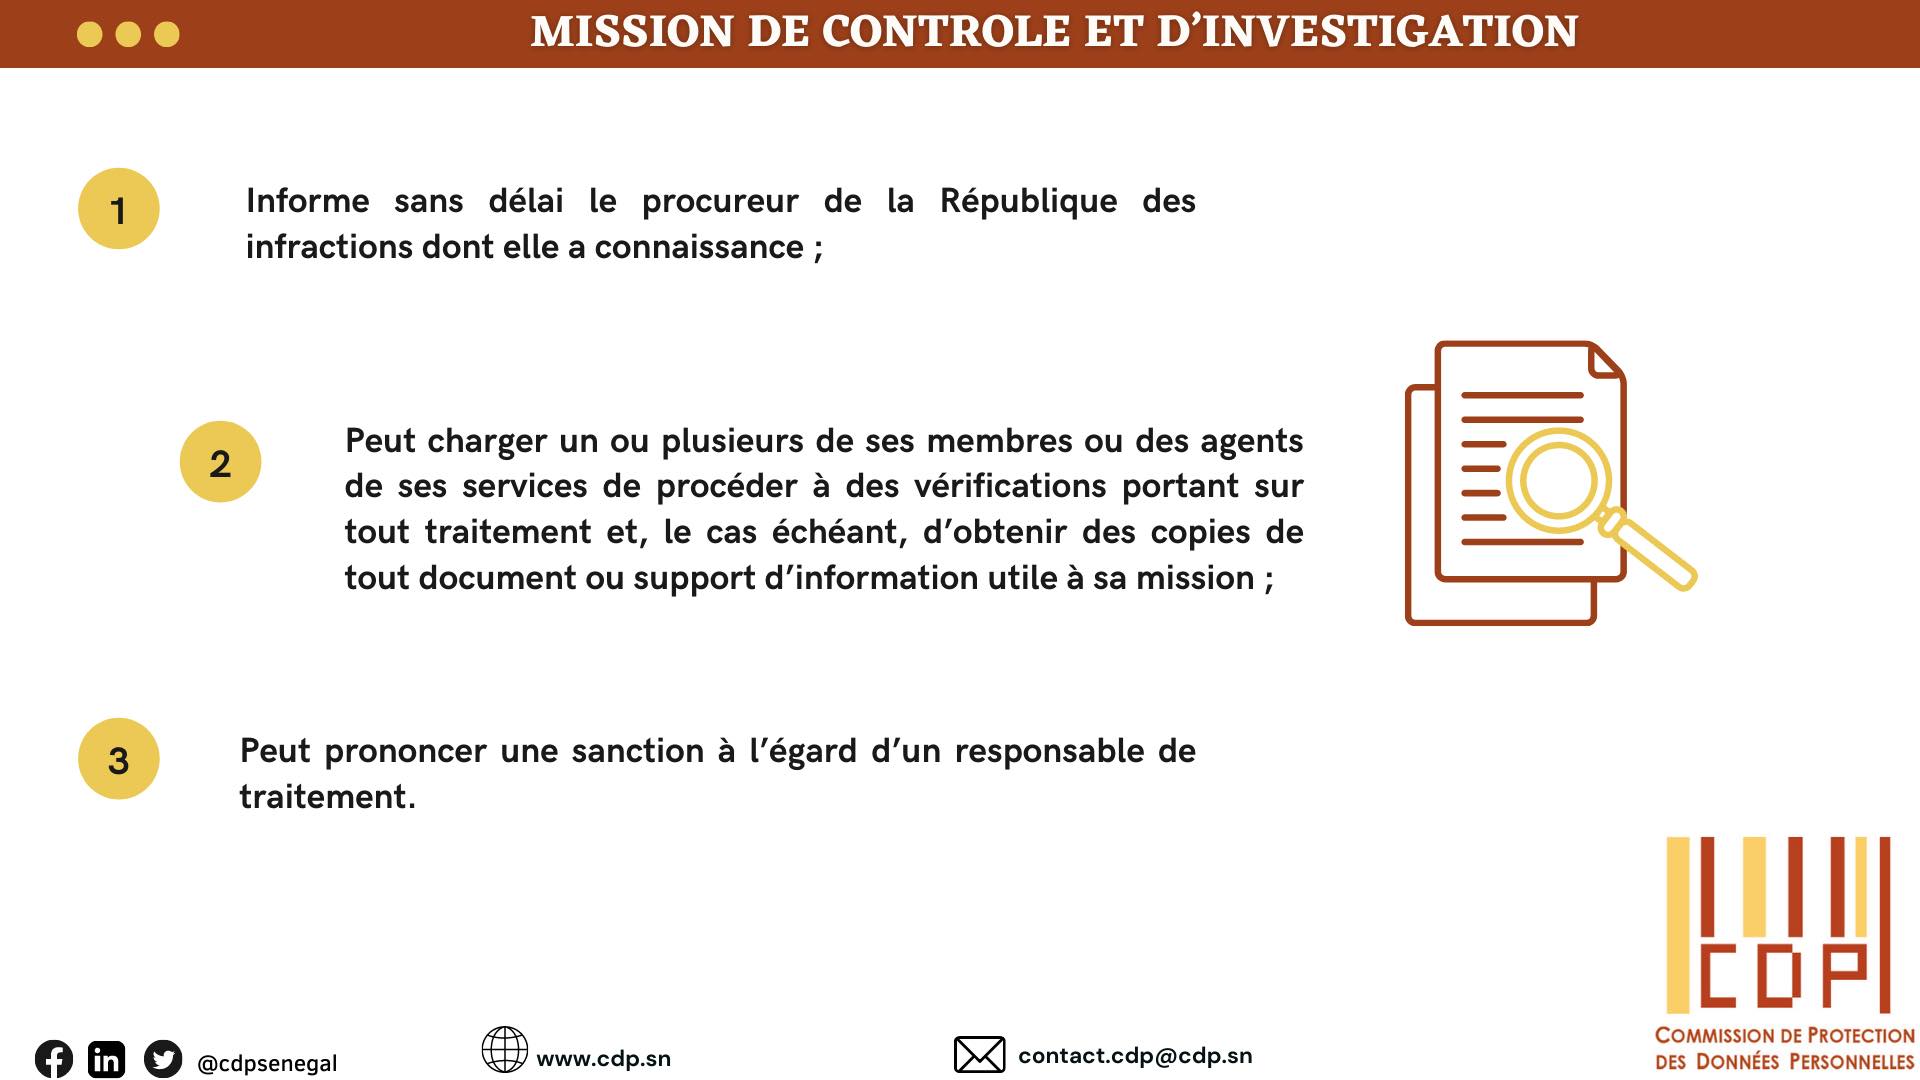 MISSION DE CONTROLE ET D’INVESTIGATION
1
Informe sans délai le procureur de la République des
infractions dont elle a connaissance ;
2
Peut charger un ou plusieurs de ses membres ou des agents
de ses services de procéder à des vérifications portant sur
tout traitement et, le cas échéant, d’obtenir des copies de
tout document ou support d’information utile à sa mission ;
3
Peut prononcer une sanction à l’égard d’un responsable de
traitement.
CDP
COMMISSION DE PROTECTION
DES DONNÉES PERSONNELLES
@cdpsenegal
www.cdp.sn
contact.cdp@cdp.sn